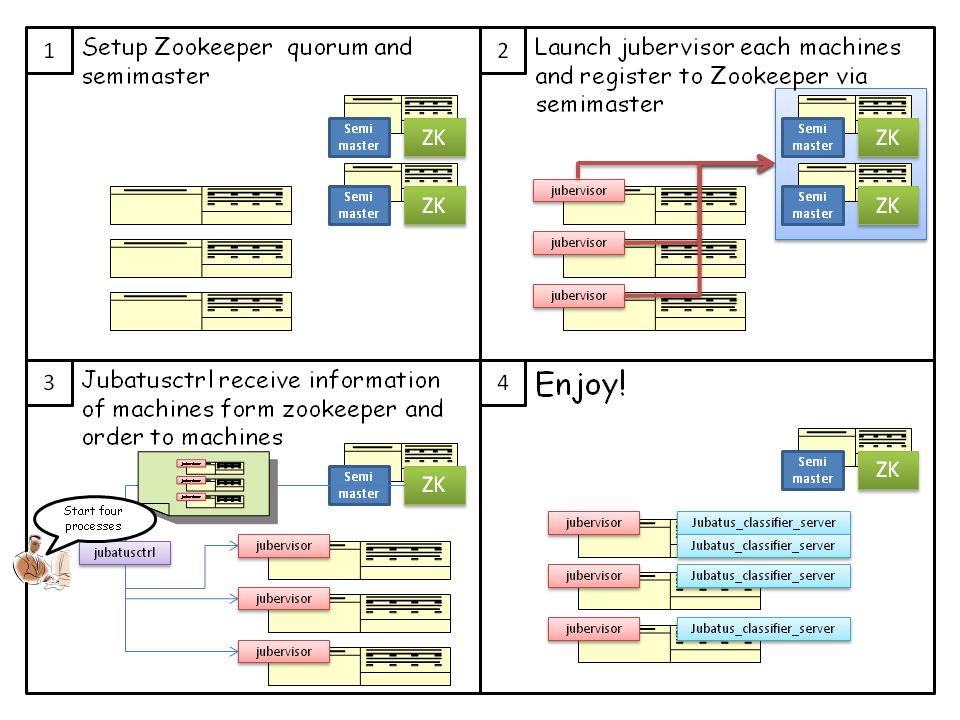 1
Setup Zookeeper quorum and
semimaster
Semi
master
ZK
Semi
master
ZK
2
Launch jubervisor each machines
and register to Zookeeper via
semimaster
Semi
master
ZK
Semi
master
ZK
jubervisor
jubervisor
jubervisor
3
Jubatusctrl receive information
of machines form zookeeper and
order to machines
Semi
master
ZK
Start four
processes
jubatusctrl
jubervisor
jubervisor
jubervisor
4
Enjoy!
Semi
master
ZK
jubervisor
Jubatus_classifier_server
Jubatus_classifier_server
jubervisor
Jubatus_classifier_server
jubervisor
Jubatus_classifier_server